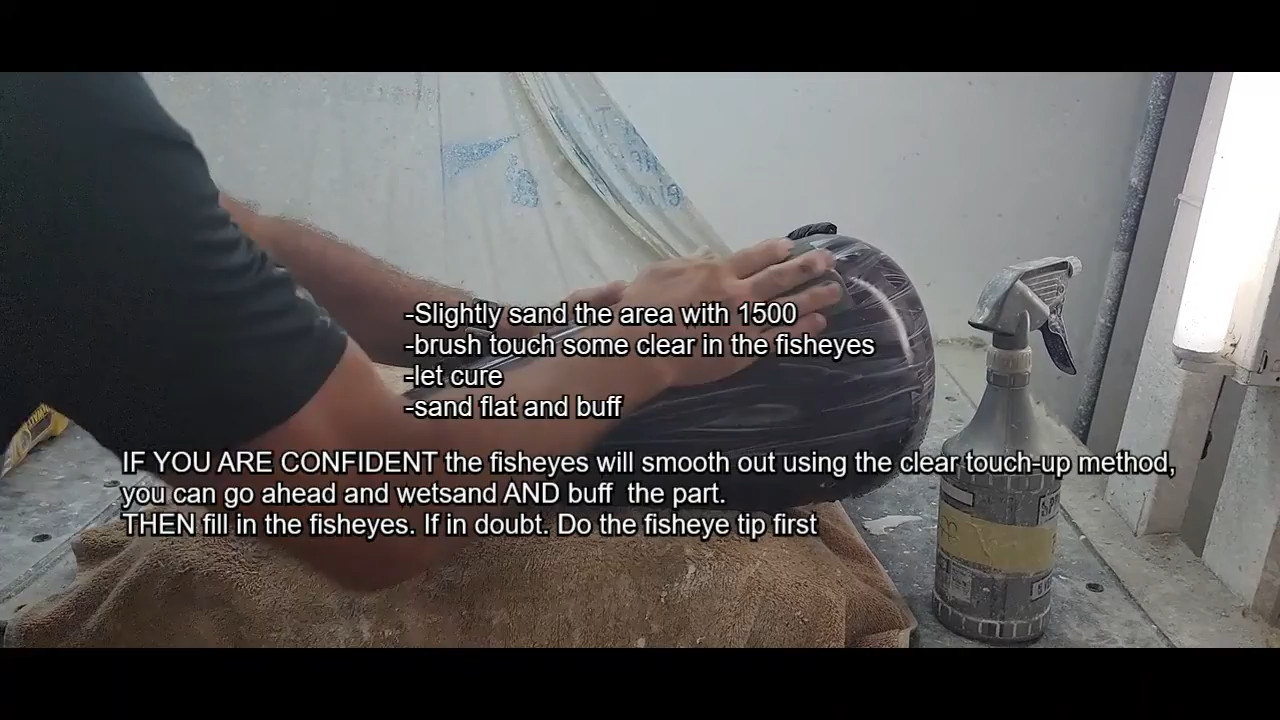 -Slightly sand the area with 1500
-brush touch some clear in the fisheyes
-let cure
-sand flat and buff
IF YOU ARE CONFIDENT the fisheyes will smooth out using the clear touch-up method,
you can go ahead and wetsand AND buff  the part.
THEN fill in the fisheyes. If in doubt. Do the fisheye tip first